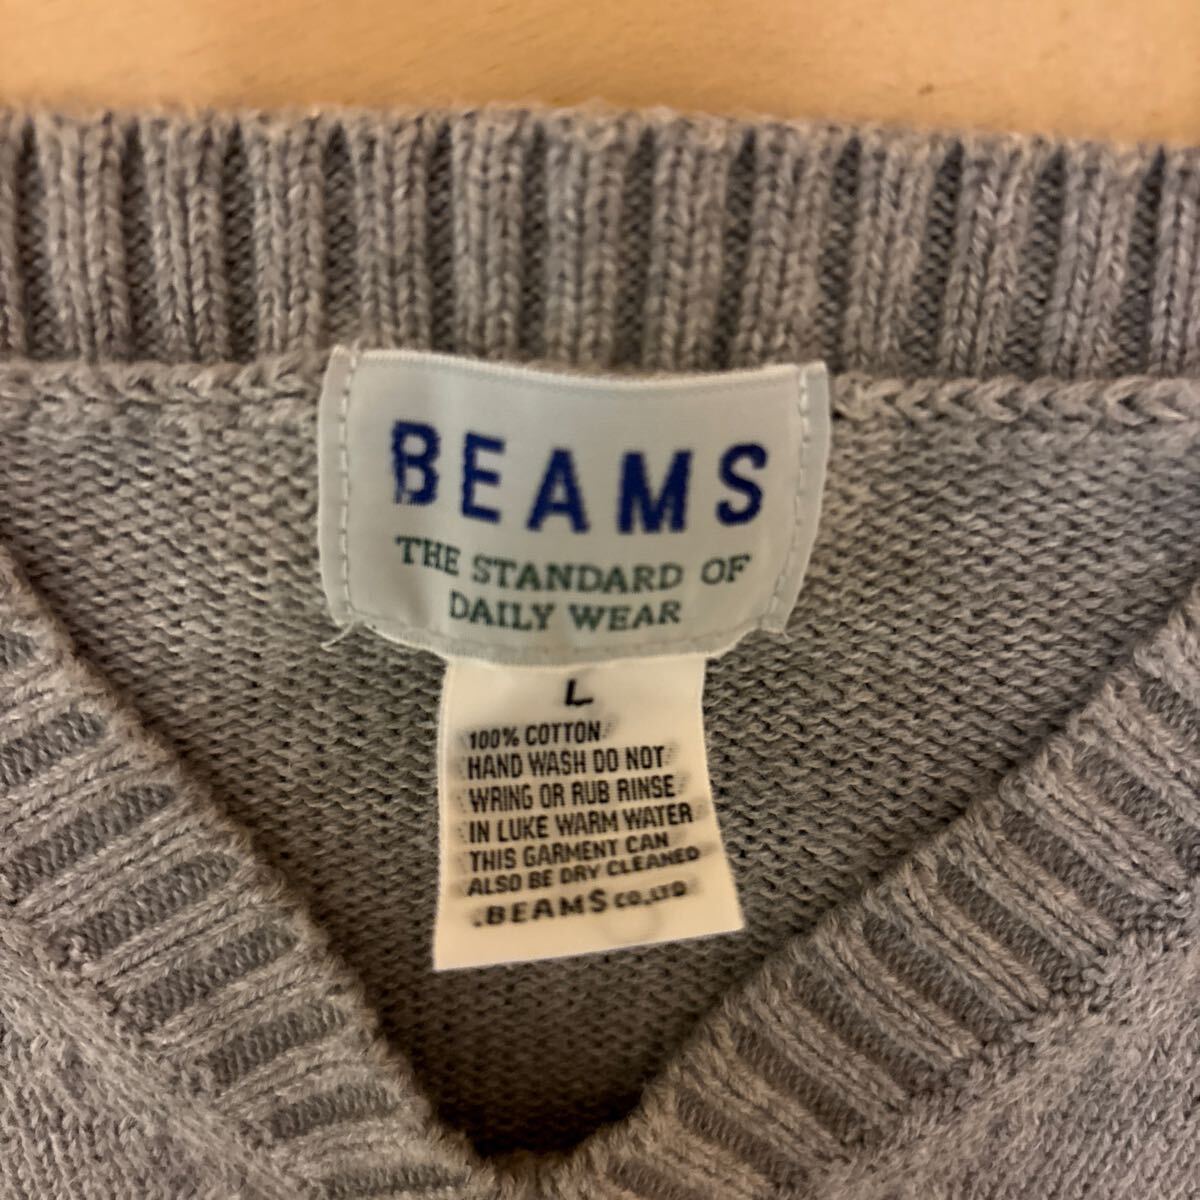 BEAMS
THE STANDARD OF
DAILY WEAR
L
100% COTTON
HAND WASH DO NOT
WRING OR RUB RINSE
IN LUKE WARM WATER
THIS GARMENT CAN
ALSO BE DRY CLEANED
.BEAMS CO.,LTD